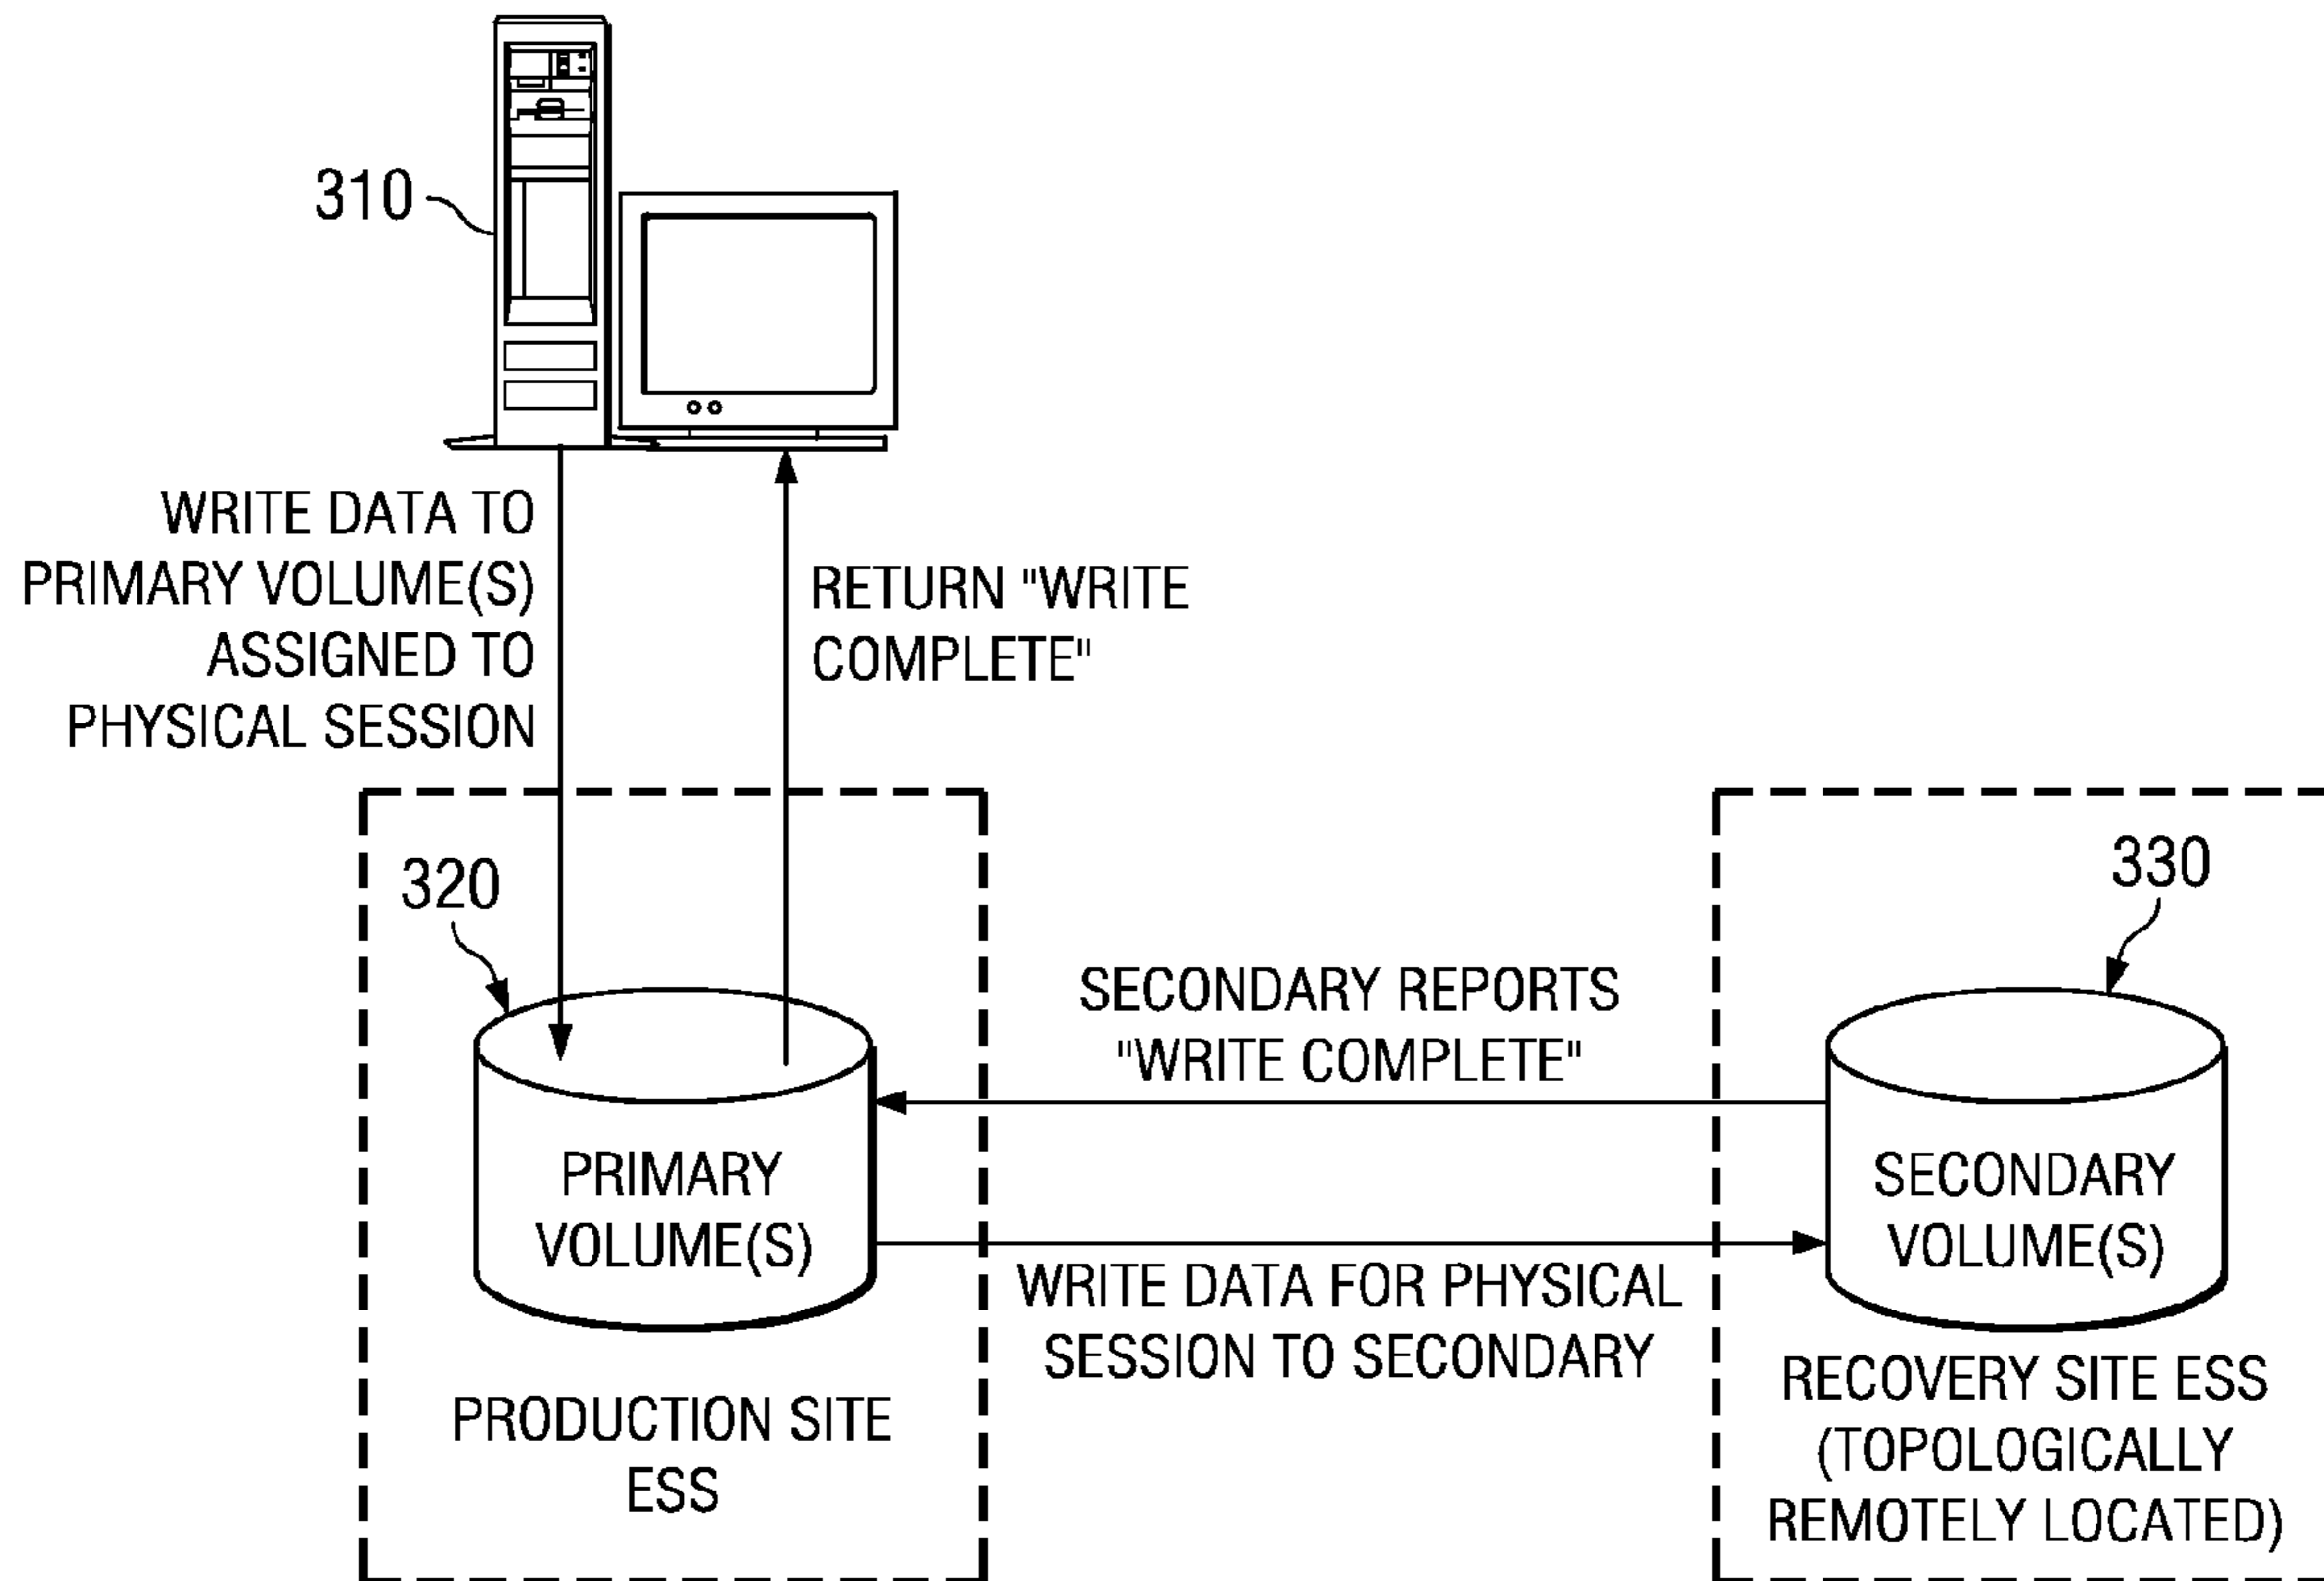 310
WRITE DATA TO
PRIMARY VOLUME(S)
ASSIGNED TO
PHYSICAL SESSION
RETURN "WRITE
COMPLETE"
320
330
SECONDARY REPORTS
"WRITE COMPLETE"
PRIMARY
VOLUME(S)
SECONDARY
VOLUME(S)
WRITE DATA FOR PHYSICAL
SESSION TO SECONDARY
PRODUCTION SITE
ESS
RECOVERY SITE ESS
(TOPOLOGICALLY
REMOTELY LOCATED)